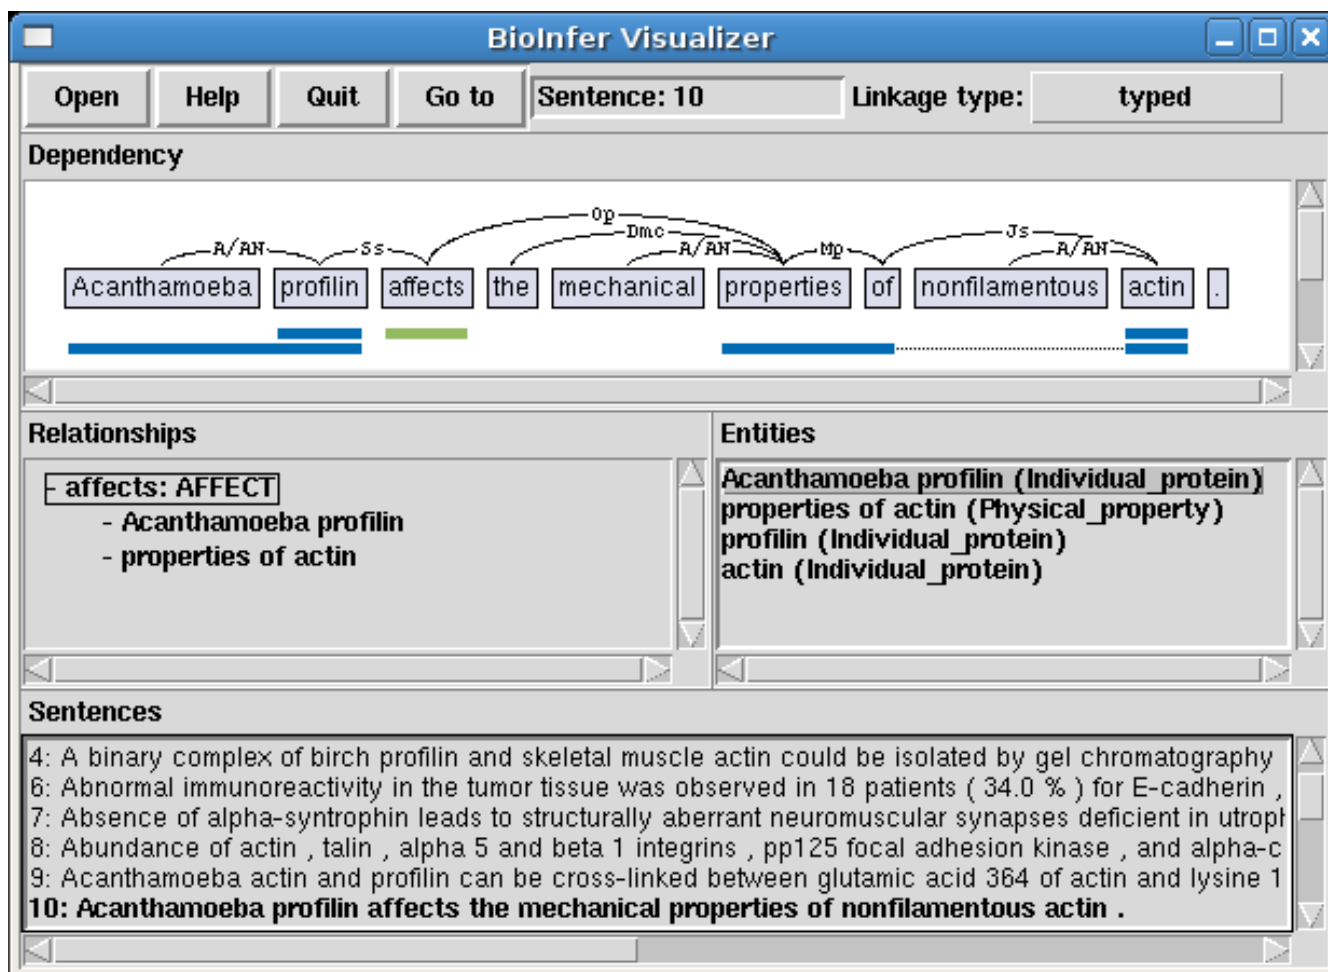 BioInfer Visualizer
Open Help Quit Go to Sentence: 10 Linkage type: typed
Dependency
Op
Dmc
A/AN Ss A/AN Mp Js A/AN
Acanthamoeba profilin affects the mechanical properties of nonfilamentous actin .
Relationships
- affects: AFFECT
- Acanthamoeba profilin
- properties of actin
Entities
Acanthamoeba profilin (Individual_protein)
properties of actin (Physical_property)
profilin (Individual_protein)
actin (Individual_protein)
Sentences
4: A binary complex of birch profilin and skeletal muscle actin could be isolated by gel chromatography
6: Abnormal immunoreactivity in the tumor tissue was observed in 18 patients ( 34.0 % ) for E-cadherin ,
7: Absence of alpha-syntrophin leads to structurally aberrant neuromuscular synapses deficient in utroph
8: Abundance of actin , talin , alpha 5 and beta 1 integrins , pp125 focal adhesion kinase , and alpha-c
9: Acanthamoeba actin and profilin can be cross-linked between glutamic acid 364 of actin and lysine 1
10: Acanthamoeba profilin affects the mechanical properties of nonfilamentous actin .